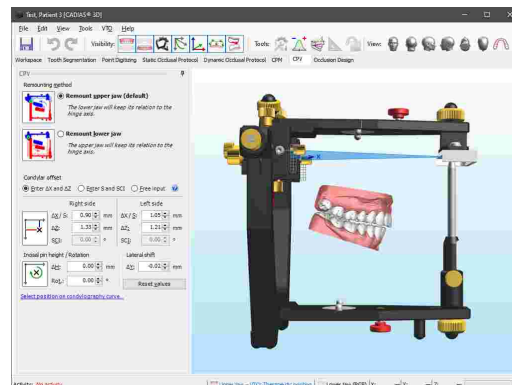 Test, Patient 3 [CADIAS® 3D]
File Edit View Tools VTO Help
Visibility: Tools: View:
Workspace Tooth Segmentation Point Digitizing Static Occlusal Protocol Dynamic Occlusal Protocol CPM CPV Occlusion Design
CPV
Remounting method
Remount upper jaw (default)
The lower jaw will keep its relation to the
hinge axis.
Remount lower jaw
The upper jaw will keep its relation to the
hinge axis.
Condylar offset
Enter ΔX and ΔZ Enter S and SCI Free input
Right side Left side
ΔX / S: 0.90 mm ΔX / S: 1.05 mm
ΔZ: 1.33 mm ΔZ: 1.21 mm
SCI: 0.00 ° SCI: 0.00 °
Incisal pin height / Rotation Lateral shift
ΔH: 0.00 mm ΔY: -0.02 mm
Rot.: 0.00 ° Reset values
Select position on condylography curve...
Activity: No activity X: Y: Z: